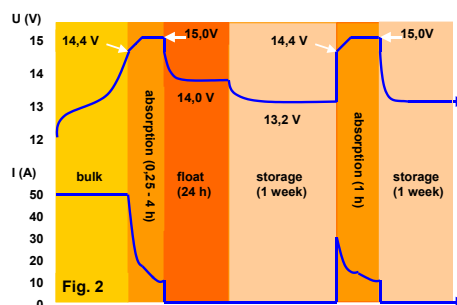 U (V)
15
14
13
12
14,4 V
15,0V
14,0 V
13,2 V
14,4 V
15,0V
bulk
absorption (0,25 - 4 h)
float
(24 h)
storage
(1 week)
absorption (1 h)
storage
(1 week)
I (A)
50
40
30
20
10
0
Fig. 2